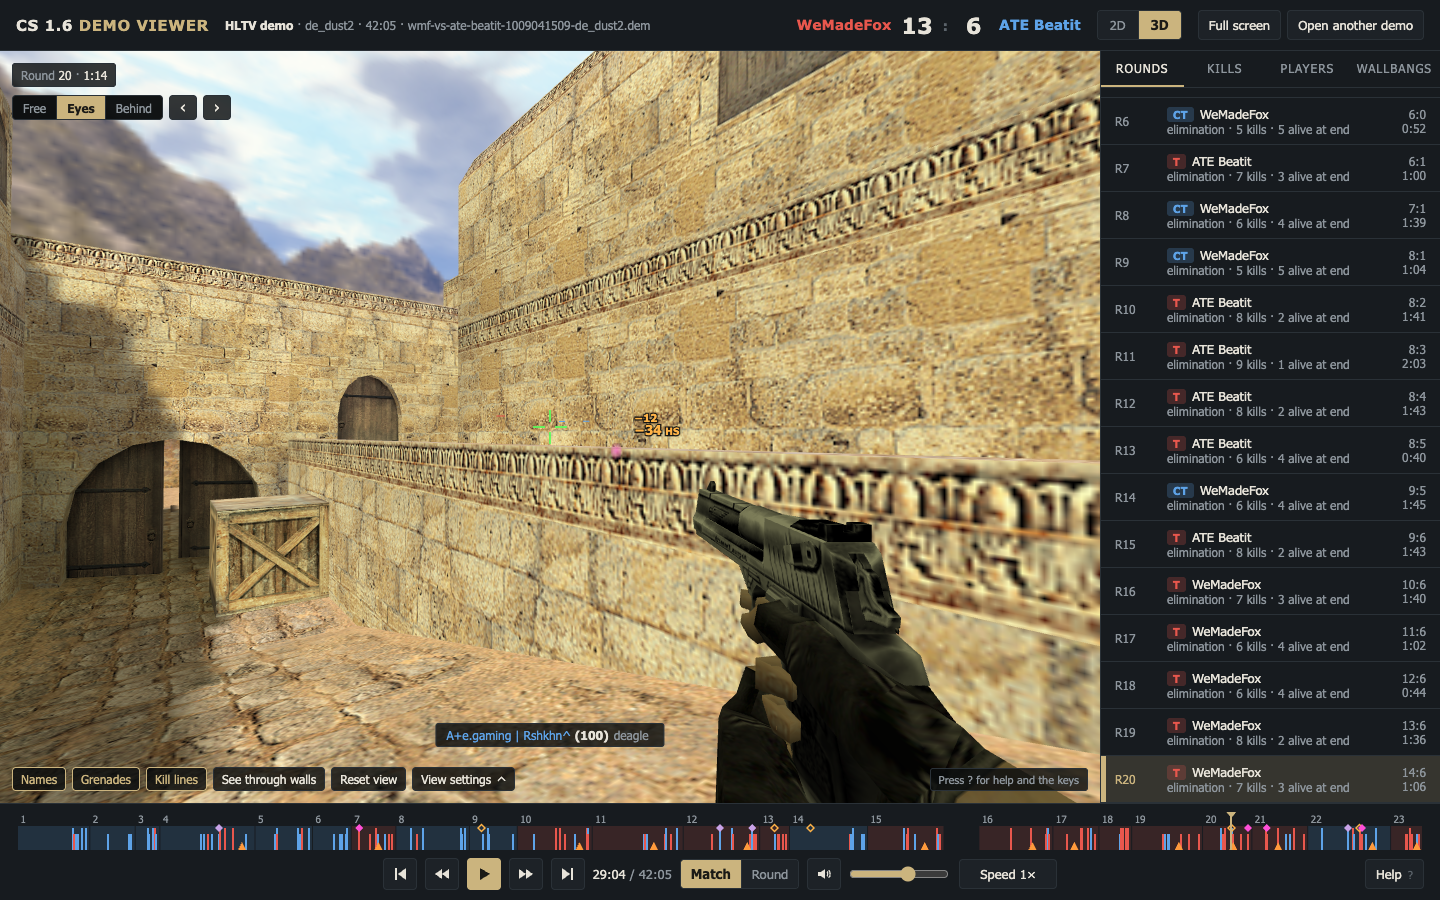 CS 1.6 DEMO VIEWER
HLTV demo · de_dust2 · 42:05 · wmf-vs-ate-beatit-1009041509-de_dust2.dem
WeMadeFox 13 : 6 ATE Beatit
2D 3D
Full screen
Open another demo
Round 20 · 1:14
Free Eyes Behind < >
-12
-34 HS
A+e.gaming | Rshkhn^ (100) deagle
Names Grenades Kill lines See through walls Reset view View settings
Press ? for help and the keys
ROUNDS KILLS PLAYERS WALLBANGS
R6 CT WeMadeFox 6:0
elimination · 5 kills · 5 alive at end 0:52
R7 T ATE Beatit 6:1
elimination · 7 kills · 3 alive at end 1:00
R8 CT WeMadeFox 7:1
elimination · 6 kills · 4 alive at end 1:39
R9 CT WeMadeFox 8:1
elimination · 5 kills · 5 alive at end 1:04
R10 T ATE Beatit 8:2
elimination · 8 kills · 2 alive at end 1:41
R11 T ATE Beatit 8:3
elimination · 9 kills · 1 alive at end 2:03
R12 T ATE Beatit 8:4
elimination · 8 kills · 2 alive at end 1:43
R13 T ATE Beatit 8:5
elimination · 6 kills · 4 alive at end 0:40
R14 CT WeMadeFox 9:5
elimination · 6 kills · 4 alive at end 1:45
R15 T ATE Beatit 9:6
elimination · 8 kills · 2 alive at end 1:43
R16 T WeMadeFox 10:6
elimination · 7 kills · 3 alive at end 1:40
R17 T WeMadeFox 11:6
elimination · 6 kills · 4 alive at end 1:02
R18 T WeMadeFox 12:6
elimination · 6 kills · 4 alive at end 0:44
R19 T WeMadeFox 13:6
elimination · 8 kills · 2 alive at end 1:36
R20 T WeMadeFox 14:6
elimination · 7 kills · 3 alive at end 1:06
1 2 3 4 5 6 7 8 9 10 11 12 13 14 15 16 17 18 19 20 21 22 23
29:04 / 42:05
Match Round
Speed 1×
Help ?